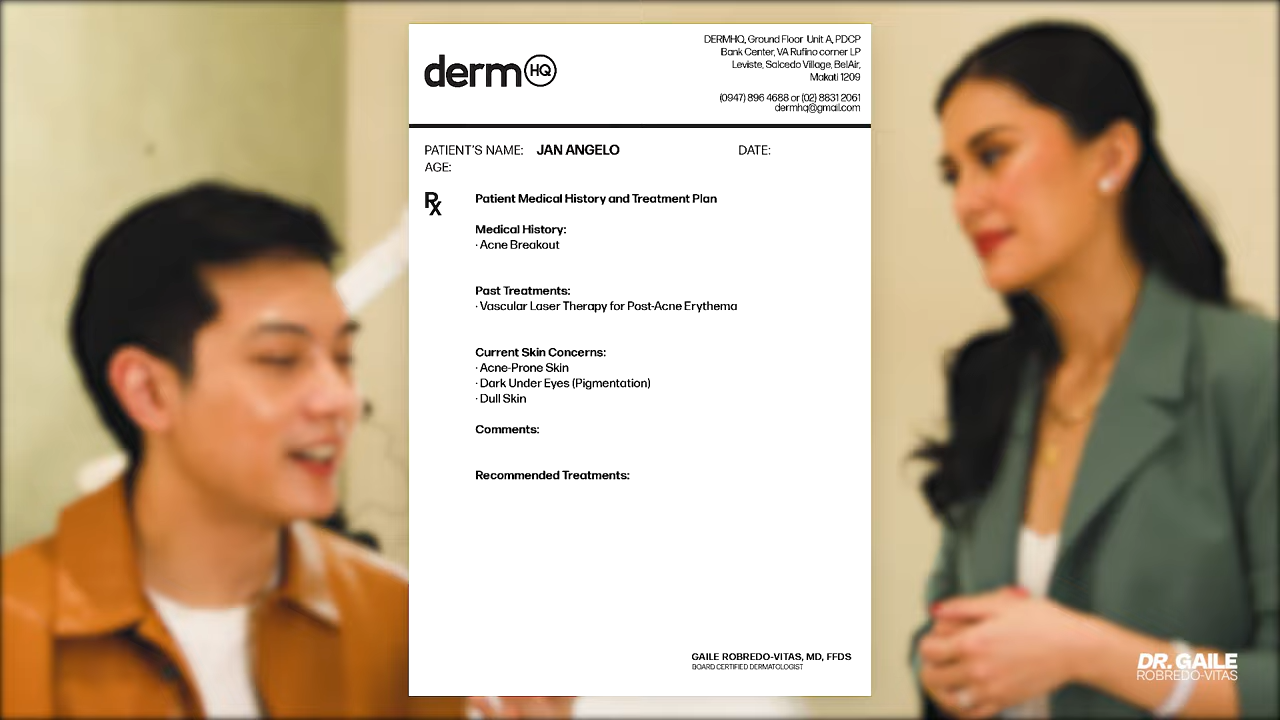 derm HQ
DERMHQ, Ground Floor Unit A, PDCP
Bank Center, VA Rufino corner LP
Leviste, Salcedo Village, BelAir,
Makati 1209
(0947) 896 4688 or (02) 8831 2061
dermhq@gmail.com
PATIENT'S NAME: JAN ANGELO DATE:
AGE:
Rx Patient Medical History and Treatment Plan
Medical History:
· Acne Breakout
Past Treatments:
· Vascular Laser Therapy for Post-Acne Erythema
Current Skin Concerns:
· Acne-Prone Skin
· Dark Under Eyes (Pigmentation)
· Dull Skin
Comments:
Recommended Treatments:
GAILE ROBREDO-VITAS, MD, FFDS
BOARD CERTIFIED DERMATOLOGIST
DR. GAILE
ROBREDO-VITAS